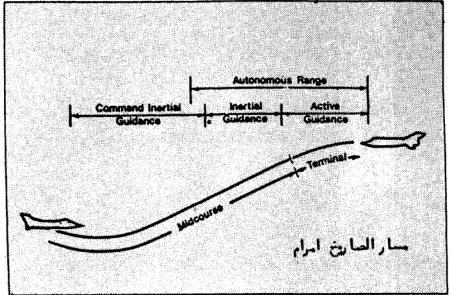 Autonomous Range
Command Inertial Guidance
Inertial Guidance
Active Guidance
Terminal
Midcourse
مسار الصاروخ امرام